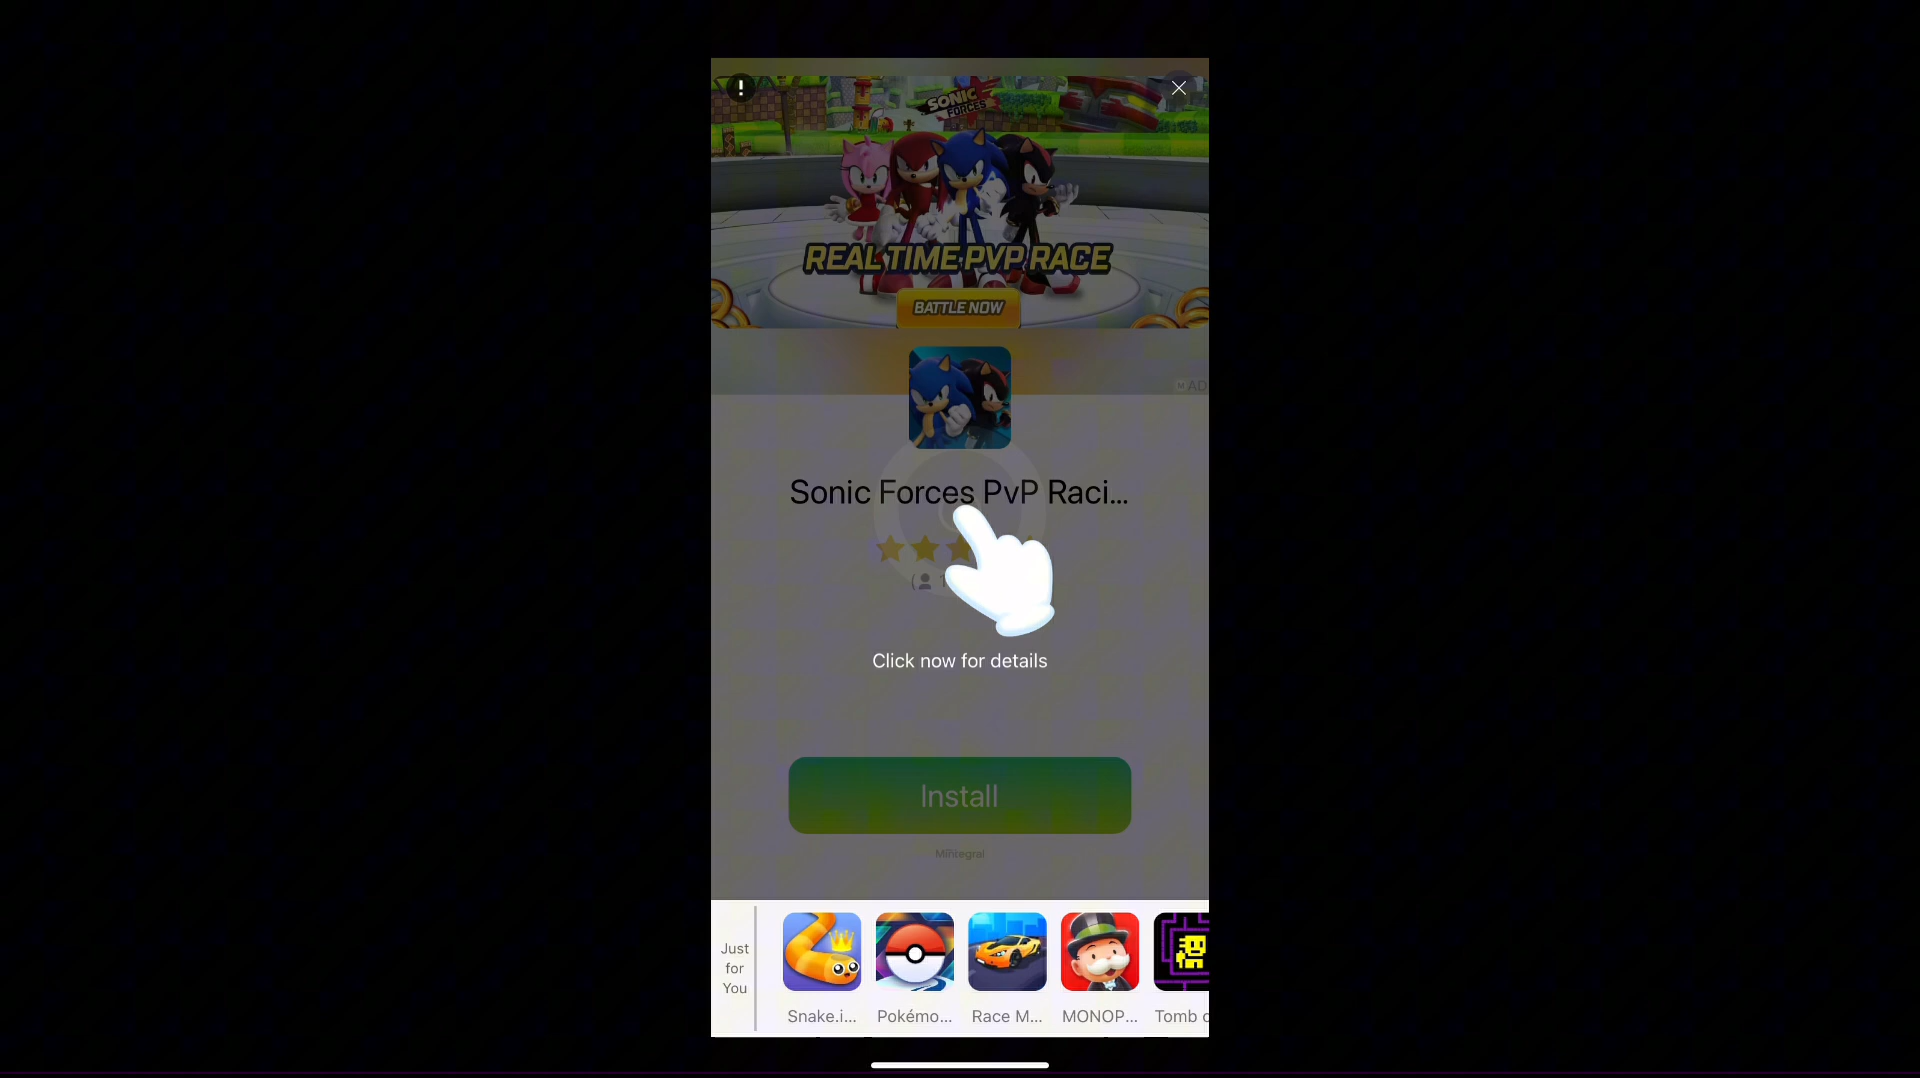 SONIC
FORCES
REAL TIME PVP RACE
BATTLE NOW
AD
Sonic Forces PvP Raci...
Click now for details
Install
Mintegral
Just
for
You
Snake.i...
Pokémo...
Race M...
MONOP...
Tomb